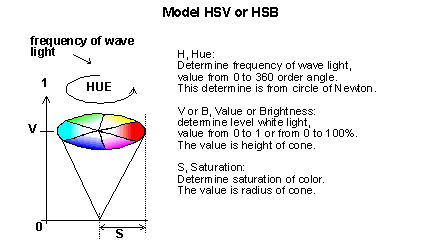 Model HSV or HSB
frequency of wave
light
1
HUE
V
0
S
H, Hue:
Determine frequency of wave light,
value from 0 to 360 order angle.
This determine is from circle of Newton.
V or B, Value or Brightness:
determine level white light,
value from 0 to 1 or from 0 to 100%.
The value is height of cone.
S, Saturation:
Determine saturation of color.
The value is radius of cone.